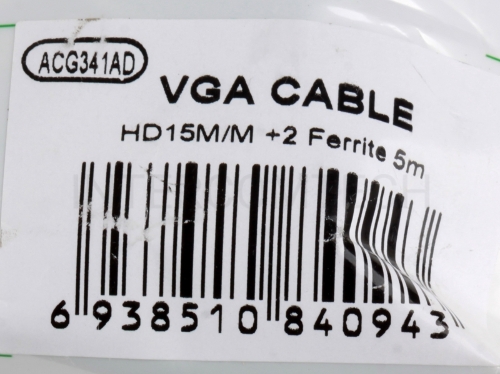 ACG341AD
VGA CABLE
HD15M/M +2 Ferrite 5m
6 938510 840943